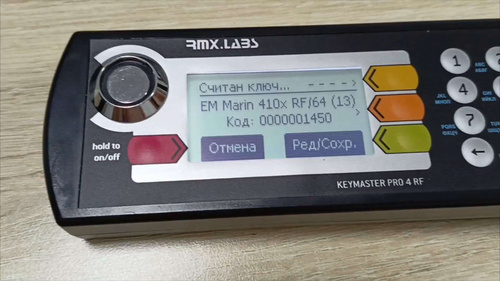 RMX.LABS
Считан ключ... - - - - ›
EM Marin 410x RF/64 (13)
Код: 0000001450 ›
Отмена Ред/Сохр.
hold to
on/off
KEYMASTER PRO 4 RF
1
4
7